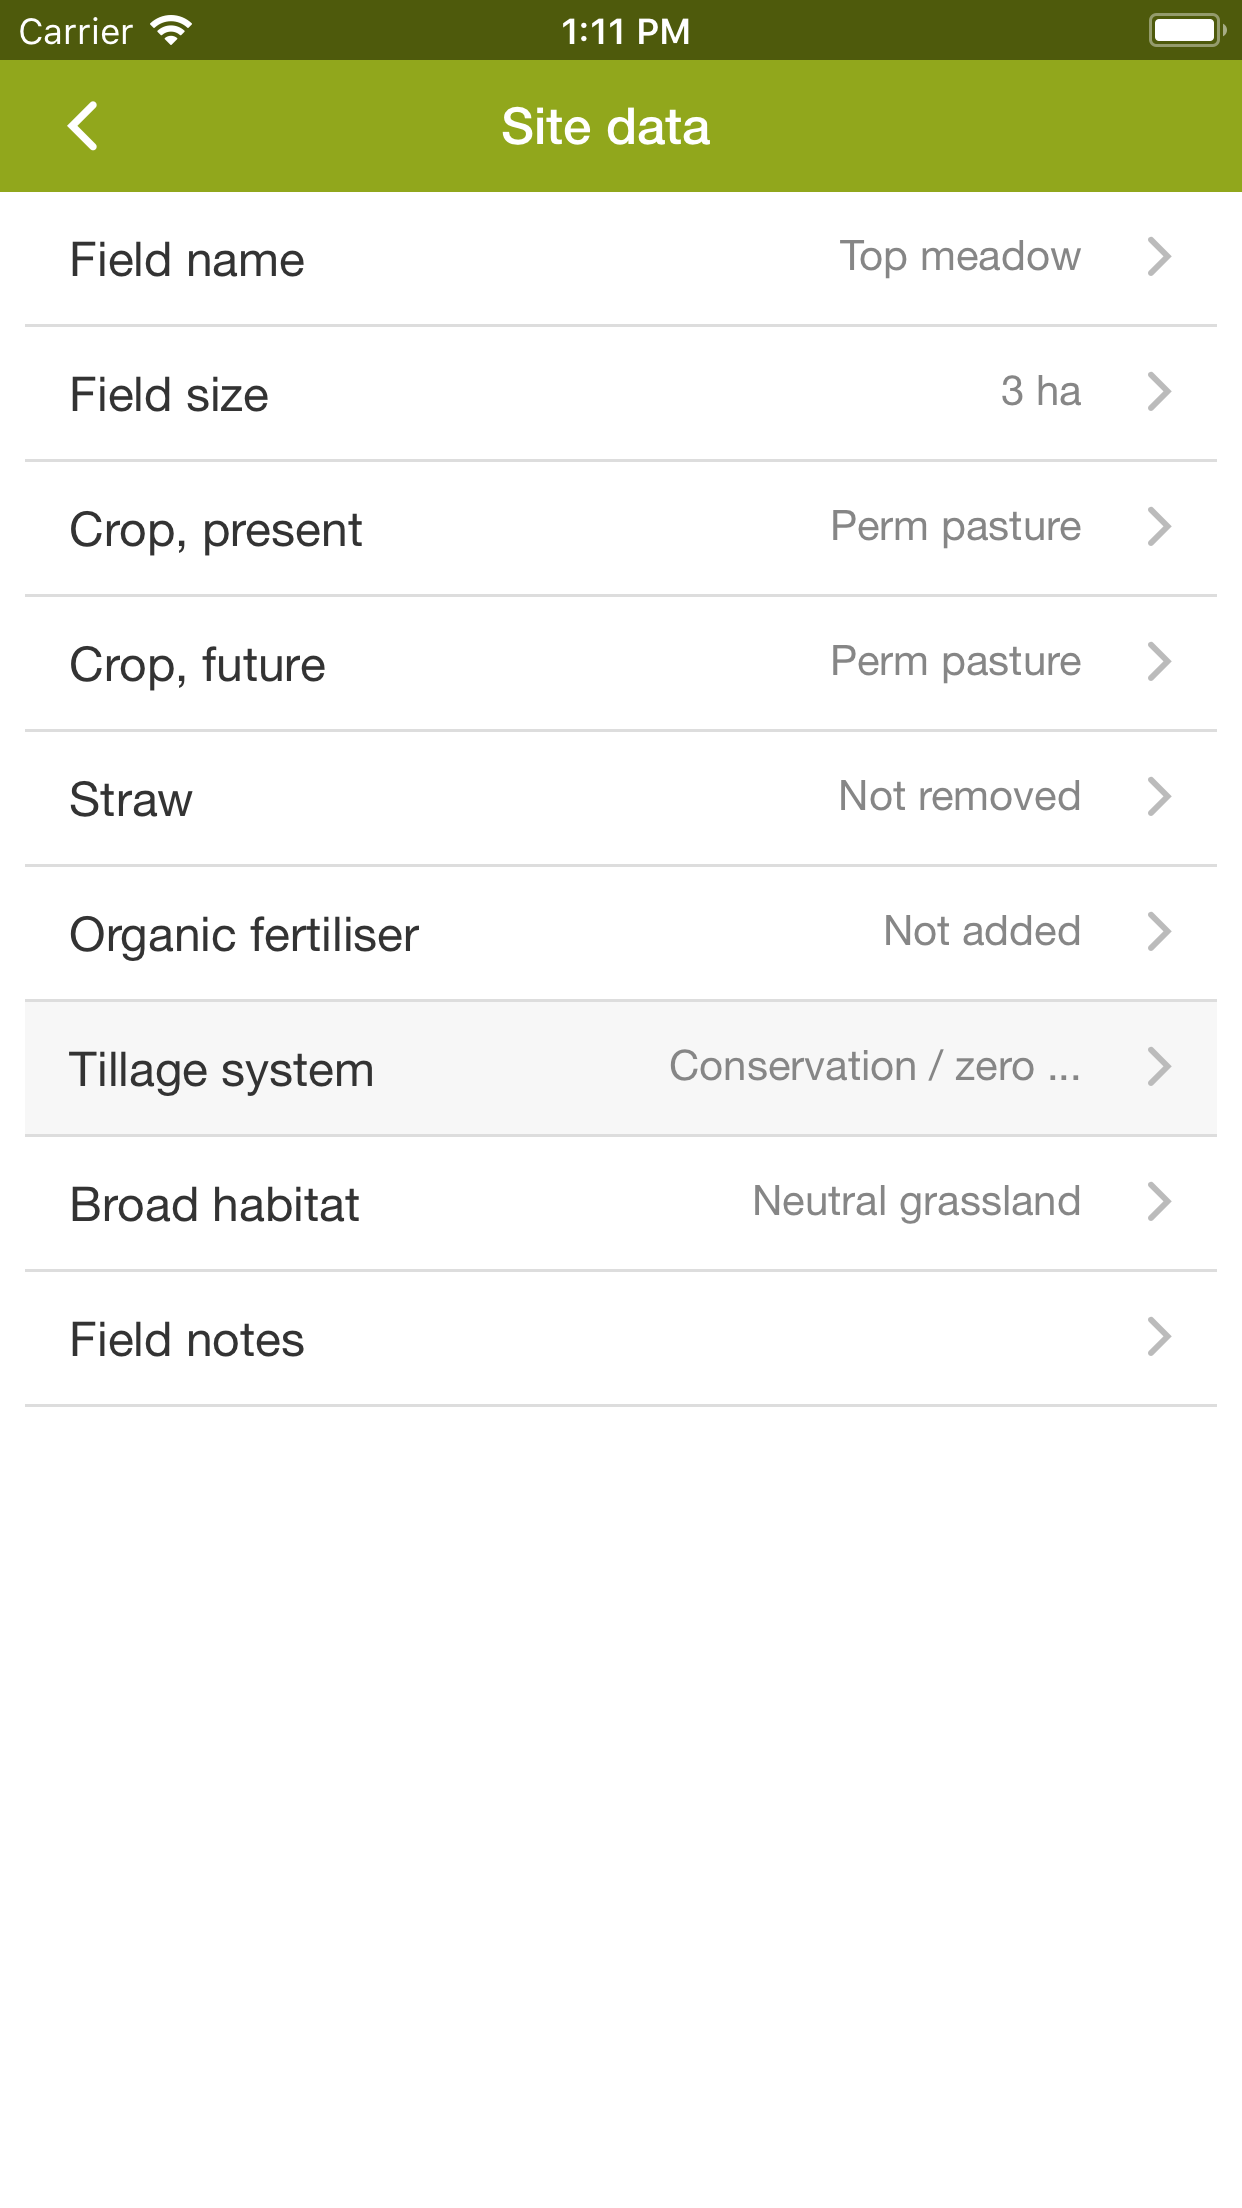 Carrier 1:11 PM
Site data
Field name Top meadow
Field size 3 ha
Crop, present Perm pasture
Crop, future Perm pasture
Straw Not removed
Organic fertiliser Not added
Tillage system Conservation / zero ...
Broad habitat Neutral grassland
Field notes